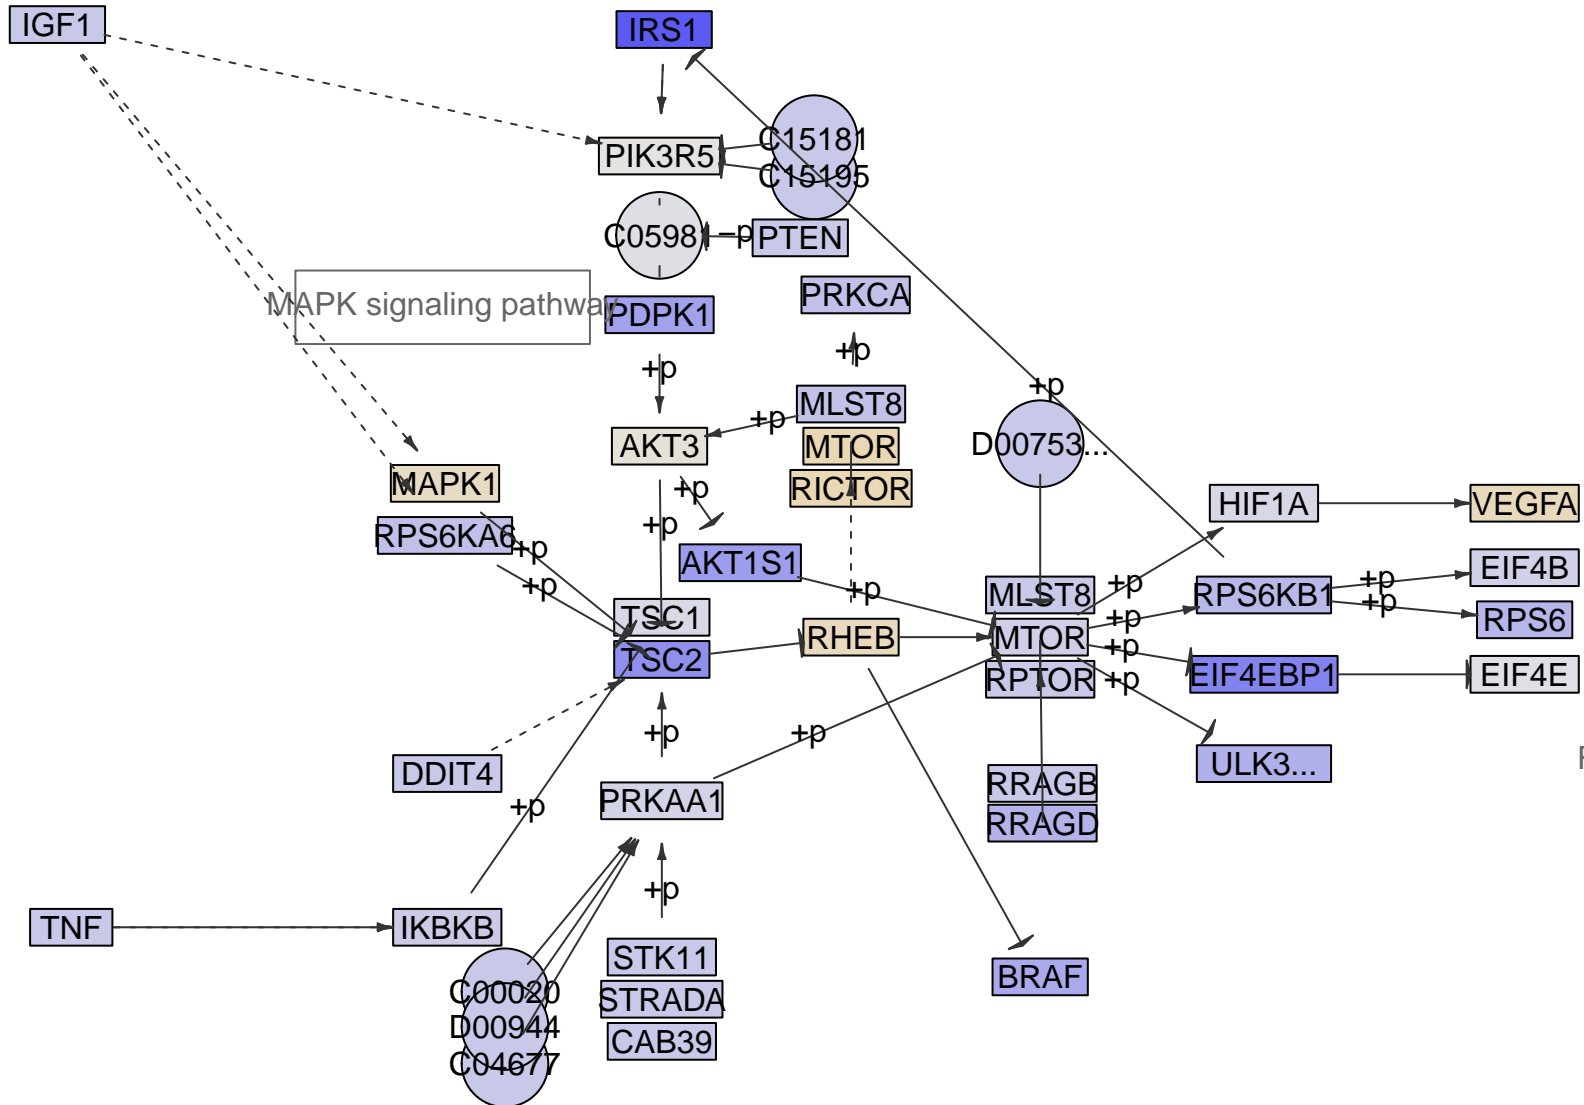 IGF1
IRS1
PIK3R5
C15181
C15195
C05981
-p
PTEN
MAPK signaling pathway
PDPK1
PRKCA
+p
+p
+p
MLST8
+p
AKT3
MTOR
D00753...
MAPK1
RICTOR
+p
HIF1A
VEGFA
+p
RPS6KA6
+p
AKT1S1
+p
+p
+p
+p
+p
EIF4B
TSC1
MLST8
RPS6KB1
+p
RPS6
RHEB
MTOR
+p
+p
TSC2
RPTOR
+p
EIF4EBP1
EIF4E
+p
+p
DDIT4
ULK3...
PRKAA1
+p
RRAGB
RRAGD
+p
TNF
IKBKB
STK11
BRAF
C00020
STRADA
D00944
CAB39
C04677